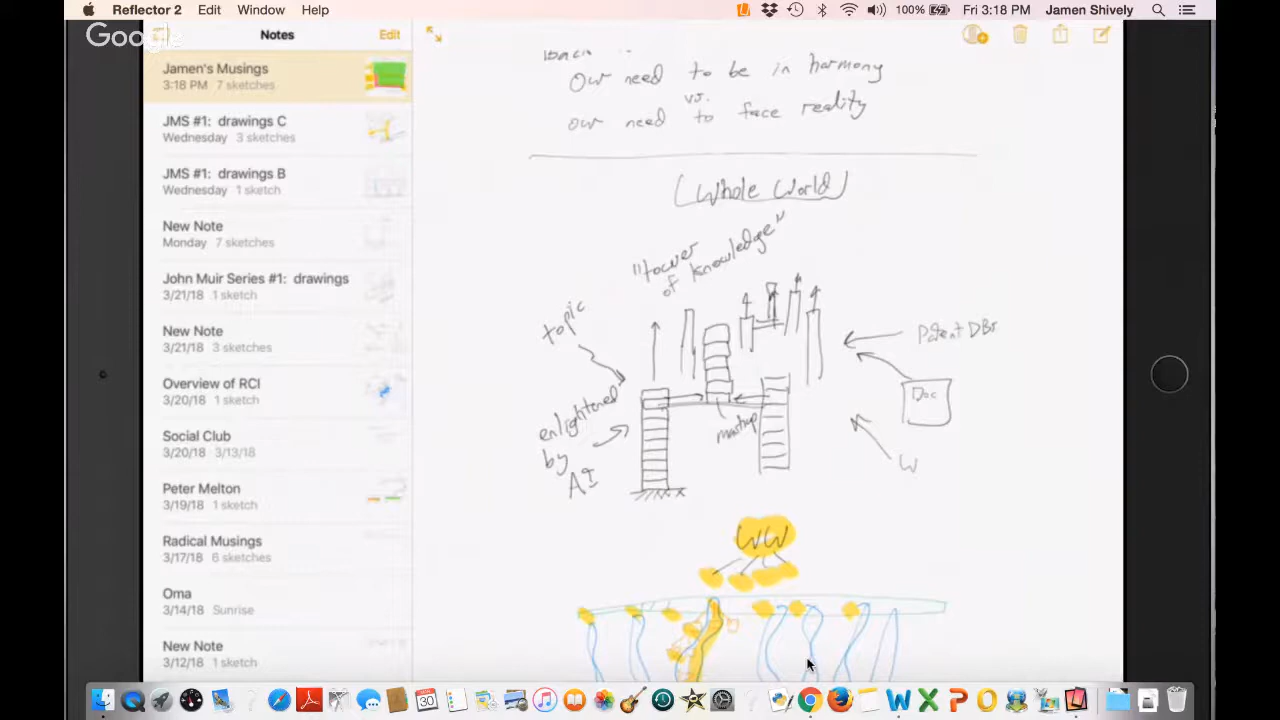 Reflector 2 Edit Window Help 100% Fri 3:18 PM Jamen Shively
Google
Notes Edit
Jamen's Musings
3:18 PM 7 sketches
JMS #1: drawings C
Wednesday 3 sketches
JMS #1: drawings B
Wednesday 1 sketch
New Note
Monday 7 sketches
John Muir Series #1: drawings
3/21/18 1 sketch
New Note
3/21/18 3 sketches
Overview of RCI
3/20/18 1 sketch
Social Club
3/20/18 3/13/18
Peter Melton
3/19/18 1 sketch
Radical Musings
3/17/18 6 sketches
Oma
3/14/18 Sunrise
New Note
3/12/18 1 sketch
Our need to be in harmony
vs.
our need to face reality
(Whole World)
"tower
of knowledge"
topic
Patent DBs
Doc
enlightened
by
AI
mashup
W
WW